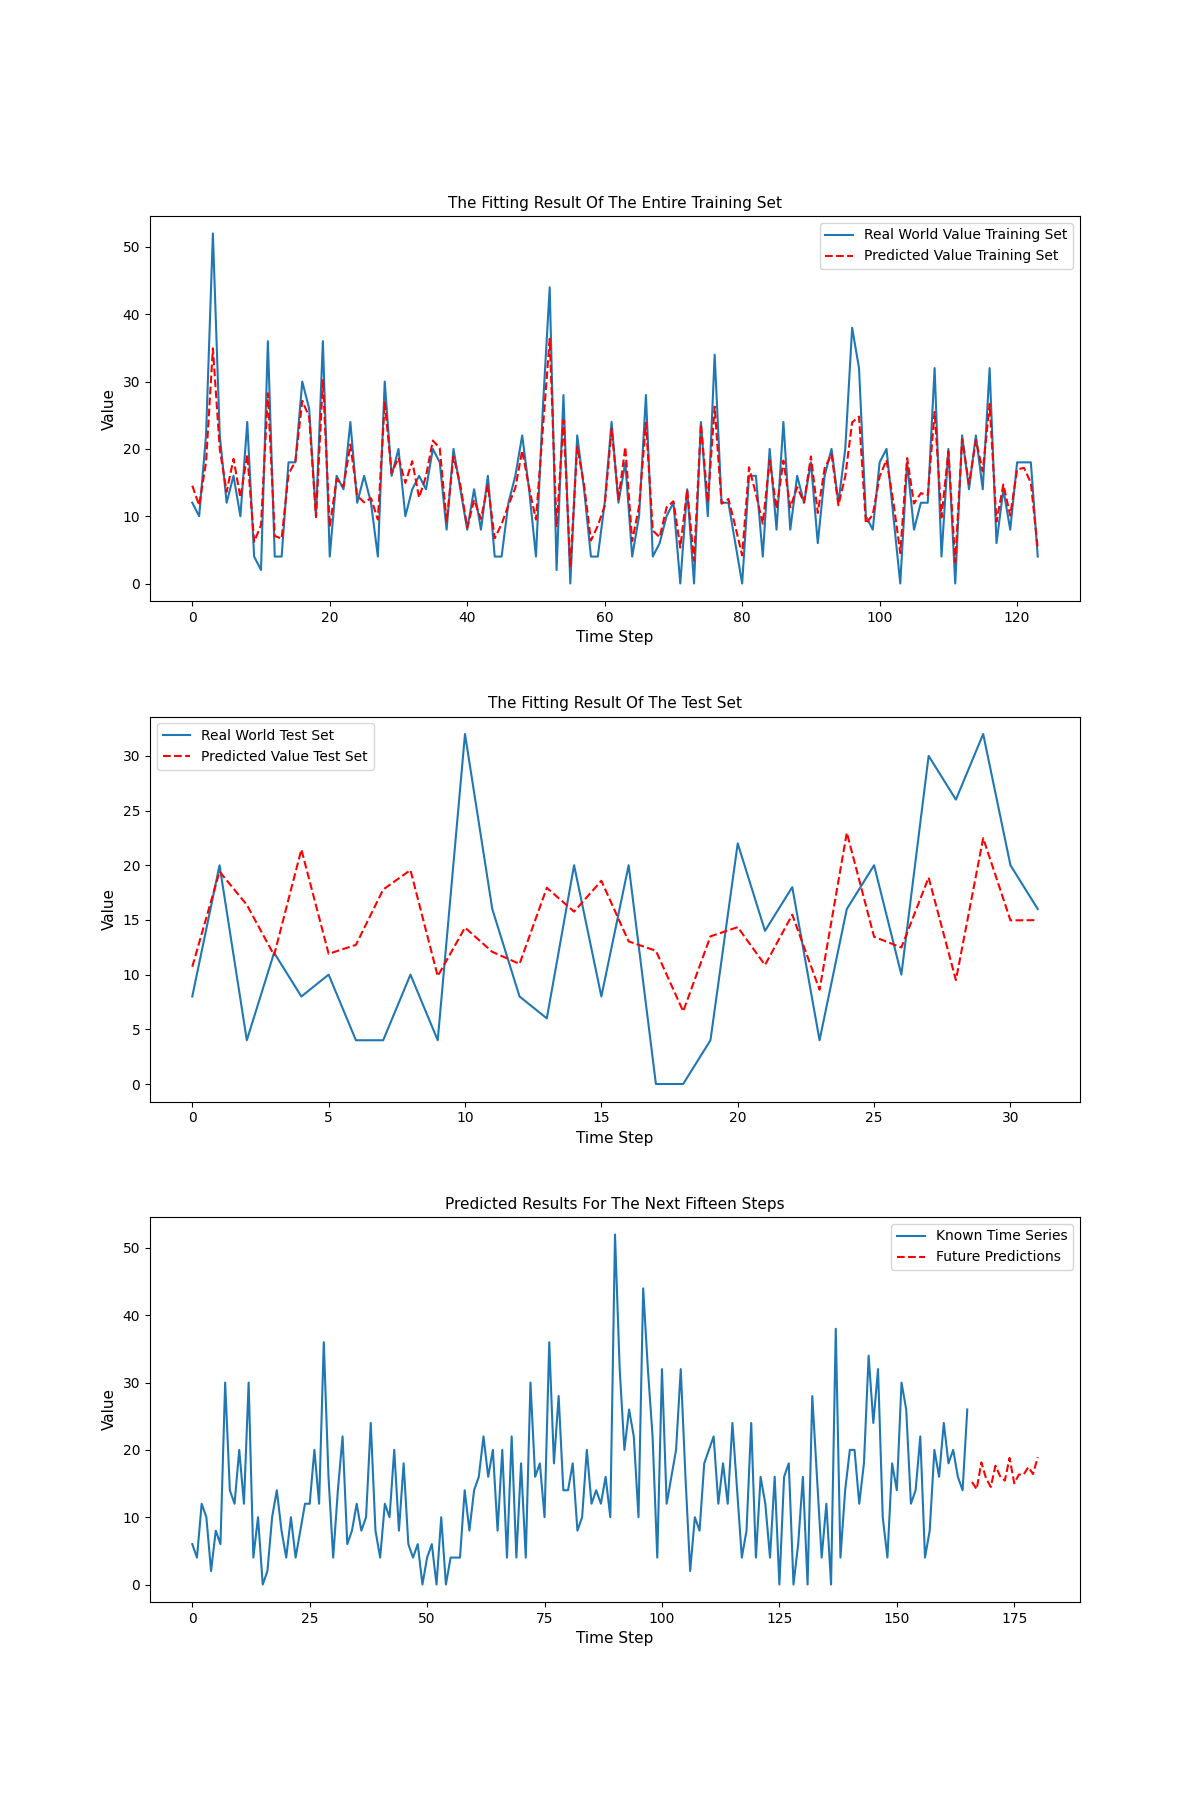 The Fitting Result Of The Entire Training Set
Real World Value Training Set
Predicted Value Training Set
Value
50
40
30
20
10
0
0 20 40 60 80 100 120
Time Step
The Fitting Result Of The Test Set
Real World Test Set
Predicted Value Test Set
Value
30
25
20
15
10
5
0
0 5 10 15 20 25 30
Time Step
Predicted Results For The Next Fifteen Steps
Known Time Series
Future Predictions
Value
50
40
30
20
10
0
0 25 50 75 100 125 150 175
Time Step